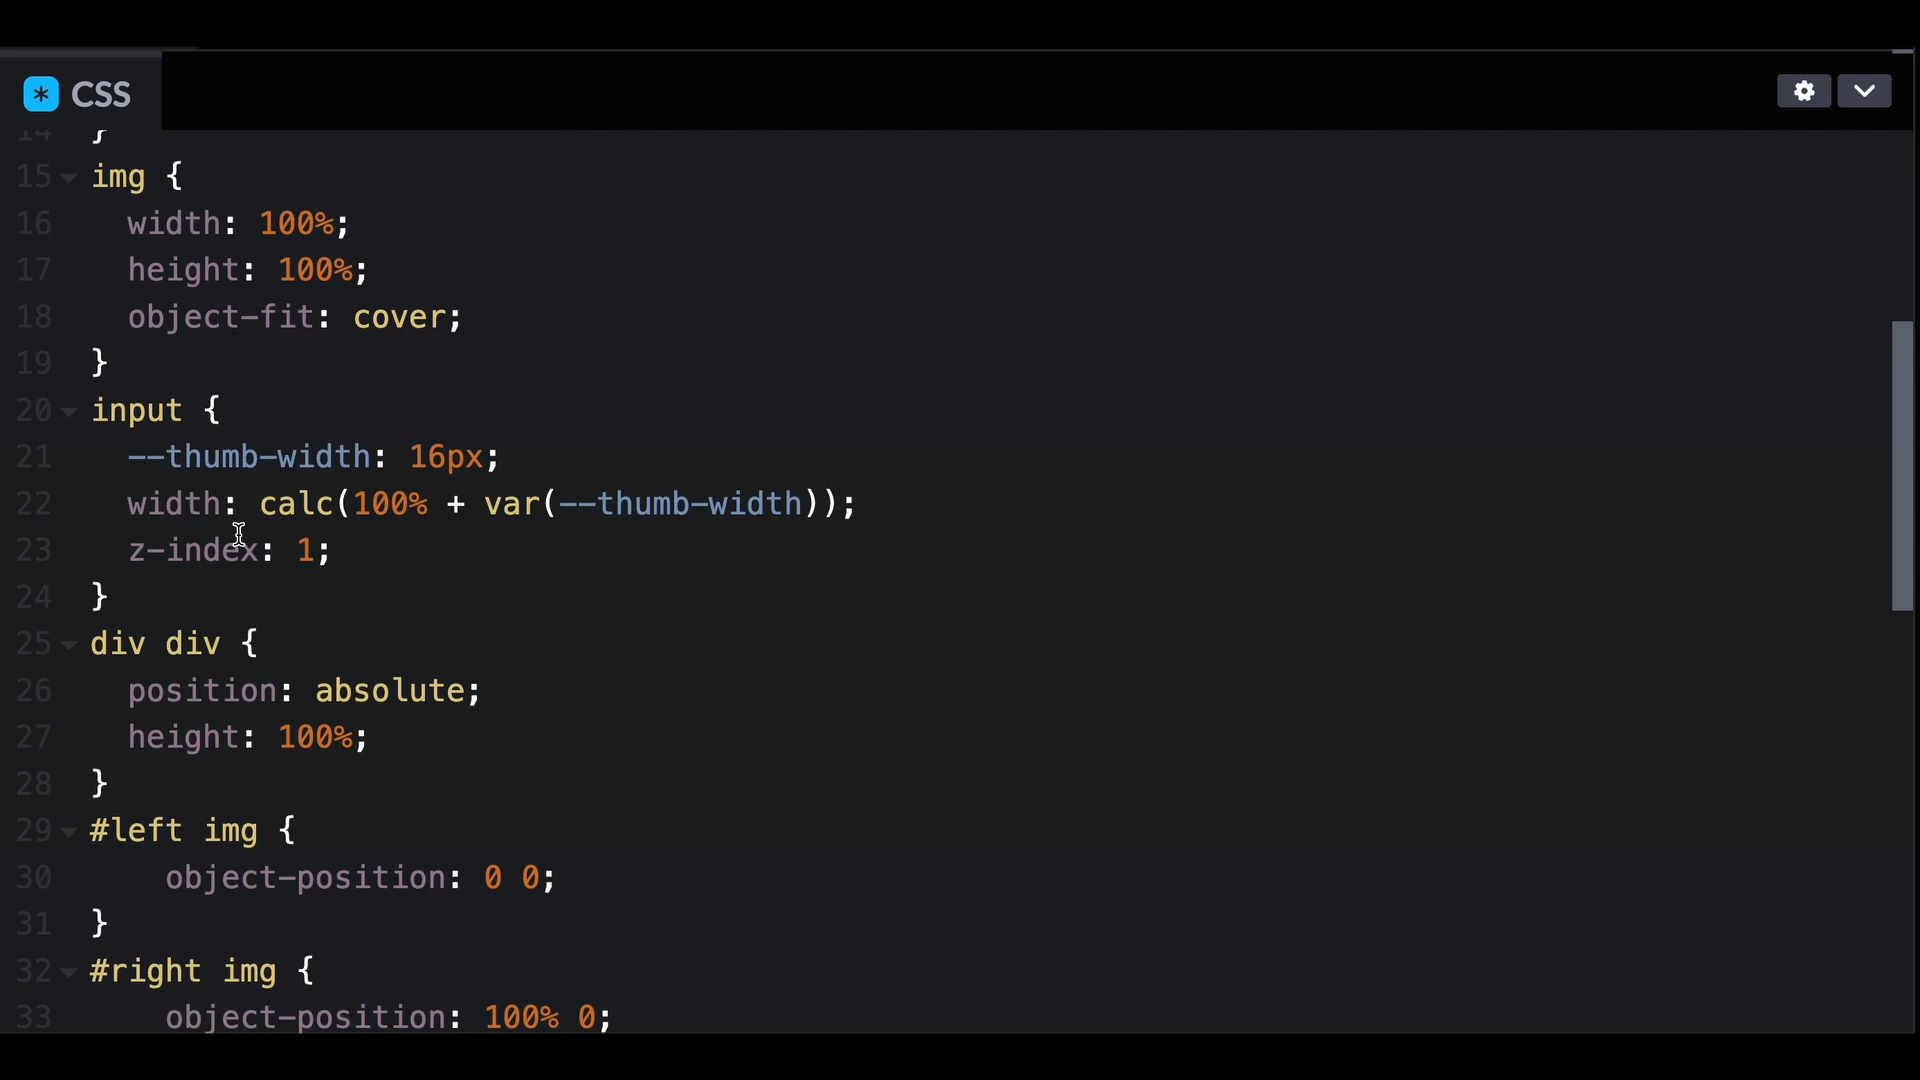 CSS
14 }
15 img {
16 width: 100%;
17 height: 100%;
18 object-fit: cover;
19 }
20 input {
21 --thumb-width: 16px;
22 width: calc(100% + var(--thumb-width));
23 z-index: 1;
24 }
25 div div {
26 position: absolute;
27 height: 100%;
28 }
29 #left img {
30 object-position: 0 0;
31 }
32 #right img {
33 object-position: 100% 0;